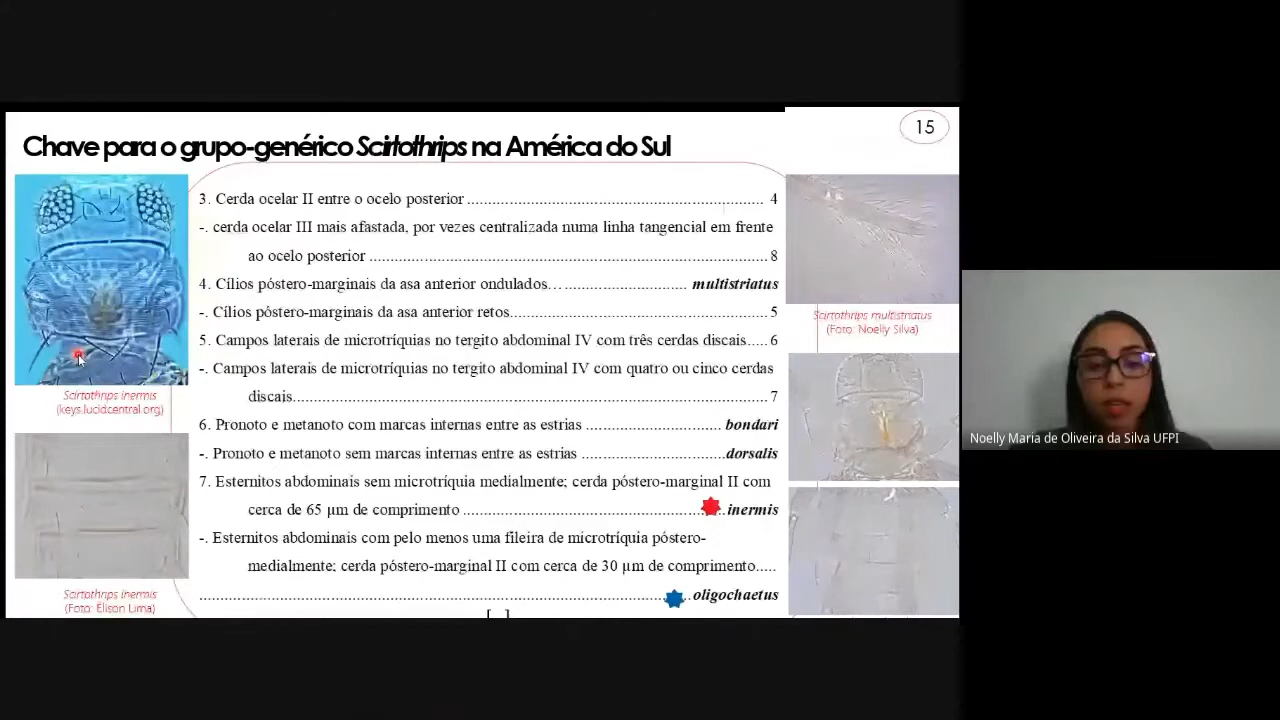 15
Chave para o grupo-genérico Scirtothrips na América do Sul
3. Cerda ocelar II entre o ocelo posterior ........................................................................ 4
-. cerda ocelar III mais afastada, por vezes centralizada numa linha tangencial em frente
ao ocelo posterior ............................................................................................... 8
4. Cílios póstero-marginais da asa anterior ondulados… ............................. multistriatus
-. Cílios póstero-marginais da asa anterior retos.............................................................. 5
5. Campos laterais de microtríquias no tergito abdominal IV com três cerdas discais..... 6
-. Campos laterais de microtríquias no tergito abdominal IV com quatro ou cinco cerdas
discais.................................................................................................................. 7
6. Pronoto e metanoto com marcas internas entre as estrias ................................. bondari
-. Pronoto e metanoto sem marcas internas entre as estrias ...................................dorsalis
7. Esternitos abdominais sem microtríquia medialmente; cerda póstero-marginal II com
cerca de 65 µm de comprimento ............................................................... inermis
-. Esternitos abdominais com pelo menos uma fileira de microtríquia póstero-
medialmente; cerda póstero-marginal II com cerca de 30 µm de comprimento.....
..................................................................................................................... oligochaetus
[...]
Scirtothrips inermis
(keys.lucidcentral.org)
Scirtothrips inermis
(Foto: Élison Lima)
Scirtothrips multistriatus
(Foto: Noelly Silva)
Noelly Maria de Oliveira da Silva UFPI